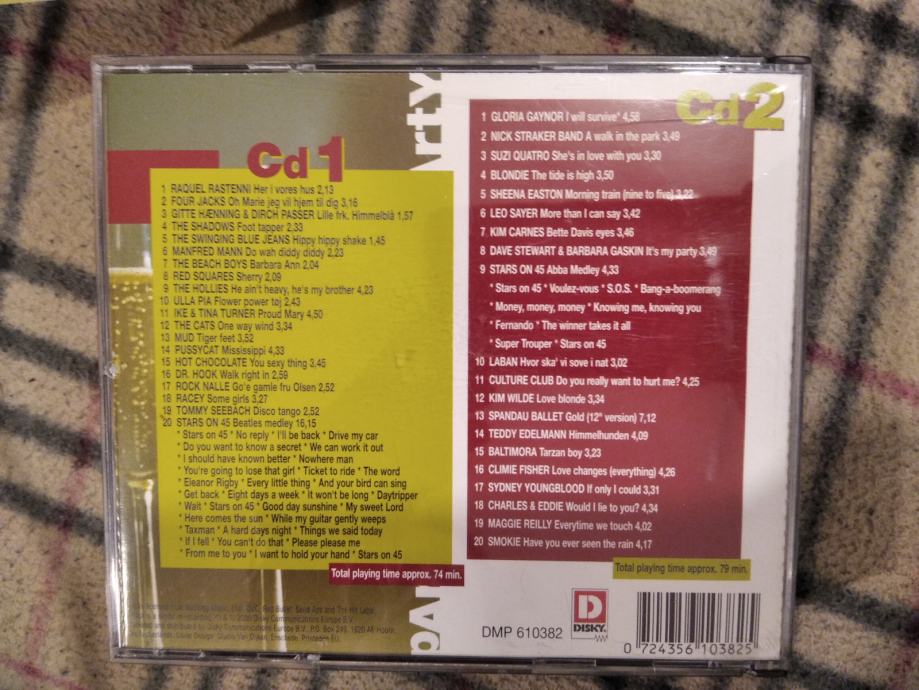 pArtY
Cd 1
1 RAQUEL RASTENNI Her i vores hus 2,13
2 FOUR JACKS Oh Marie jeg vil hjem til dig 3,16
3 GITTE HÆNNING & DIRCH PASSER Lille frk. Himmelblå 1,57
4 THE SHADOWS Foot tapper 2,33
5 THE SWINGING BLUE JEANS Hippy hippy shake 1,45
6 MANFRED MANN Do wah diddy diddy 2,23
7 THE BEACH BOYS Barbara Ann 2,04
8 RED SQUARES Sherry 2,09
9 THE HOLLIES He ain't heavy, he's my brother 4,23
10 ULLA PIA Flower power tøj 2,43
11 IKE & TINA TURNER Proud Mary 4,50
12 THE CATS One way wind 3,34
13 MUD Tiger feet 3,52
14 PUSSYCAT Mississippi 4,33
15 HOT CHOCOLATE You sexy thing 3,45
16 DR. HOOK Walk right in 2,59
17 ROCK NALLE Go'e gamle fru Olsen 2,52
18 RACEY Some girls 3,27
19 TOMMY SEEBACH Disco tango 2,52
20 STARS ON 45 Beatles medley 16,15
* Stars on 45 * No reply * I'll be back * Drive my car
* Do you want to know a secret * We can work it out
* I should have known better * Nowhere man
* You're going to lose that girl * Ticket to ride * The word
* Eleanor Rigby * Every little thing * And your bird can sing
* Get back * Eight days a week * It won't be long * Daytripper
* Wait * Stars on 45 * Good day sunshine * My sweet Lord
* Here comes the sun * While my guitar gently weeps
* Taxman * A hard days night * Things we said today
* If I fell * You can't do that * Please please me
* From me to you * I want to hold your hand * Stars on 45
Total playing time approx. 74 min.
Cd 2
1 GLORIA GAYNOR I will survive* 4,58
2 NICK STRAKER BAND A walk in the park 3,49
3 SUZI QUATRO She's in love with you 3,30
4 BLONDIE The tide is high 3,50
5 SHEENA EASTON Morning train (nine to five) 3,22
6 LEO SAYER More than I can say 3,42
7 KIM CARNES Bette Davis eyes 3,46
8 DAVE STEWART & BARBARA GASKIN It's my party 3,49
9 STARS ON 45 Abba Medley 4,33
* Stars on 45 * Voulez-vous * S.O.S. * Bang-a-boomerang
* Money, money, money * Knowing me, knowing you
* Fernando * The winner takes it all
* Super Trouper * Stars on 45
10 LABAN Hvor ska' vi sove i nat 3,02
11 CULTURE CLUB Do you really want to hurt me? 4,25
12 KIM WILDE Love blonde 3,34
13 SPANDAU BALLET Gold (12" version) 7,12
14 TEDDY EDELMANN Himmelhunden 4,09
15 BALTIMORA Tarzan boy 3,23
16 CLIMIE FISHER Love changes (everything) 4,26
17 SYDNEY YOUNGBLOOD If only I could 3,31
18 CHARLES & EDDIE Would I lie to you? 4,34
19 MAGGIE REILLY Everytime we touch 4,02
20 SMOKIE Have you ever seen the rain 4,17
Total playing time approx. 79 min.
pAr
Disky Communications Europe B.V.
Disky Communications Europe B.V., P.O. Box
DMP 610382
D
DISKY
0 724356 103825